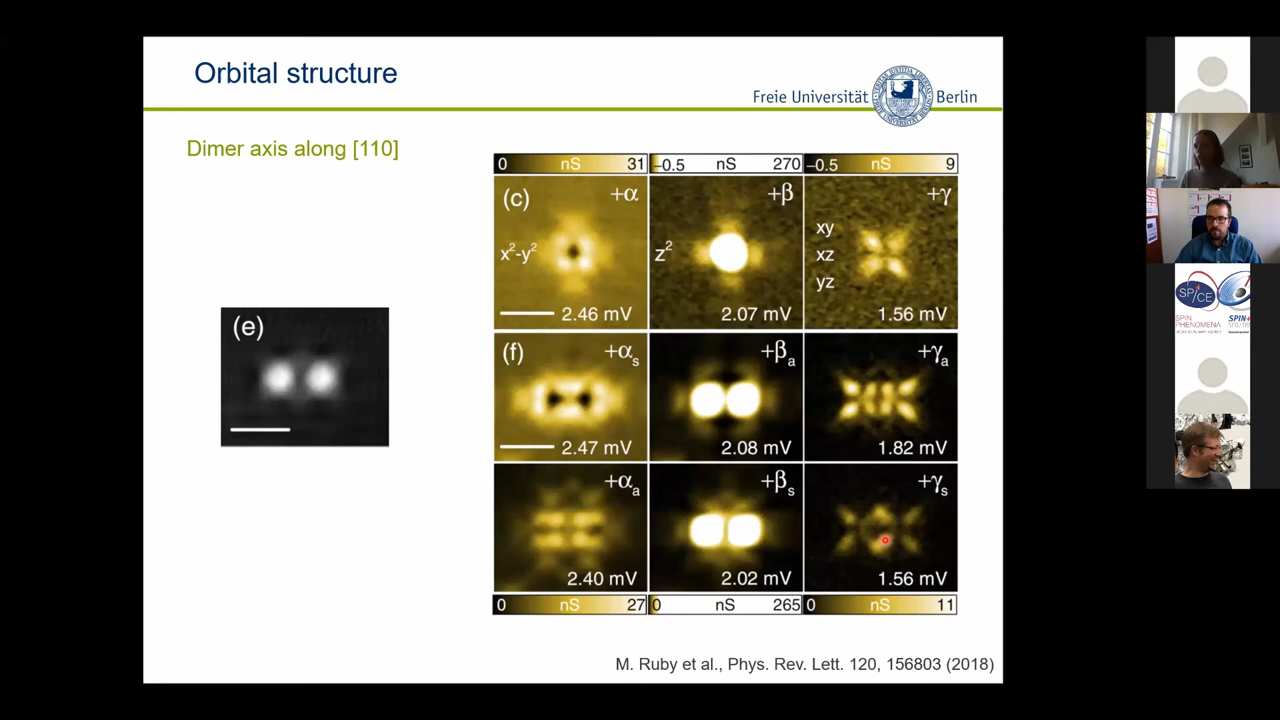 Orbital structure
Freie Universität Berlin
Dimer axis along [110]
0 nS 31
−0.5 nS 270
−0.5 nS 9
(c) +α
x²-y²
2.46 mV
+β
z²
2.07 mV
+γ
xy
xz
yz
1.56 mV
(e)
(f) +αs
2.47 mV
+βa
2.08 mV
+γa
1.82 mV
+αa
2.40 mV
+βs
2.02 mV
+γs
1.56 mV
0 nS 27
0 nS 265
0 nS 11
M. Ruby et al., Phys. Rev. Lett. 120, 156803 (2018)
SPICE
SPIN
PHENOMENA
SPIN+